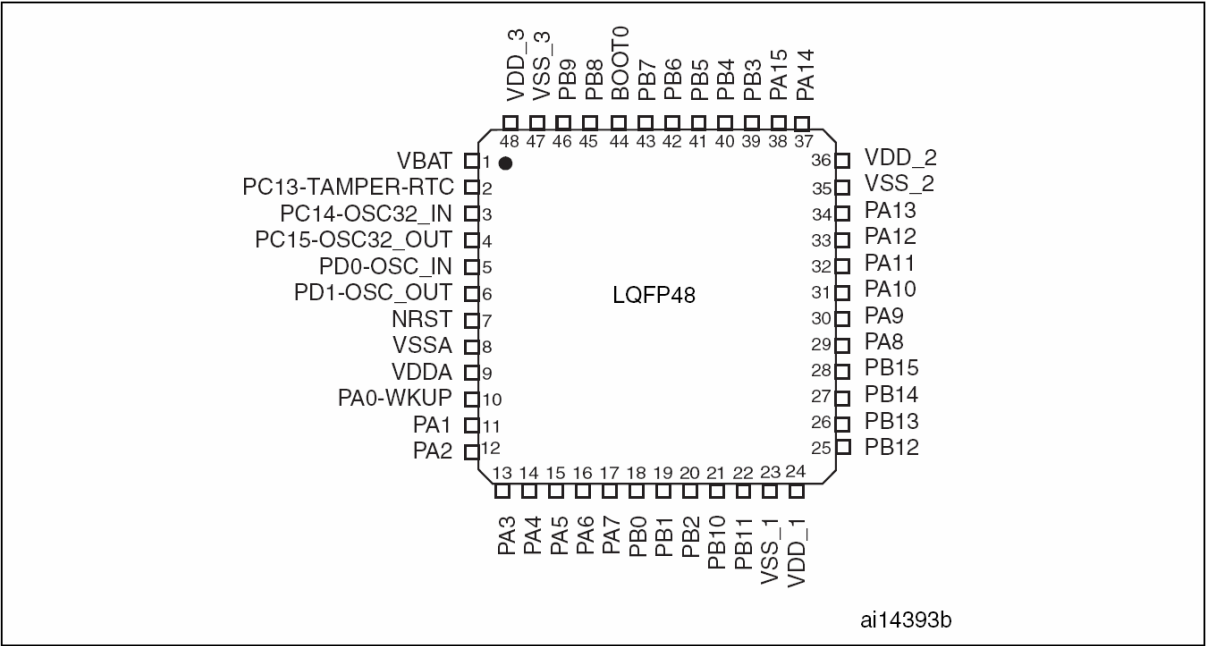 VDD_3
VSS_3
PB9
PB8
BOOT0
PB7
PB6
PB5
PB4
PB3
PA15
PA14
48 47 46 45 44 43 42 41 40 39 38 37
VBAT 1
PC13-TAMPER-RTC 2
PC14-OSC32_IN 3
PC15-OSC32_OUT 4
PD0-OSC_IN 5
PD1-OSC_OUT 6
NRST 7
VSSA 8
VDDA 9
PA0-WKUP 10
PA1 11
PA2 12
LQFP48
36 VDD_2
35 VSS_2
34 PA13
33 PA12
32 PA11
31 PA10
30 PA9
29 PA8
28 PB15
27 PB14
26 PB13
25 PB12
13 14 15 16 17 18 19 20 21 22 23 24
PA3
PA4
PA5
PA6
PA7
PB0
PB1
PB2
PB10
PB11
VSS_1
VDD_1
ai14393b